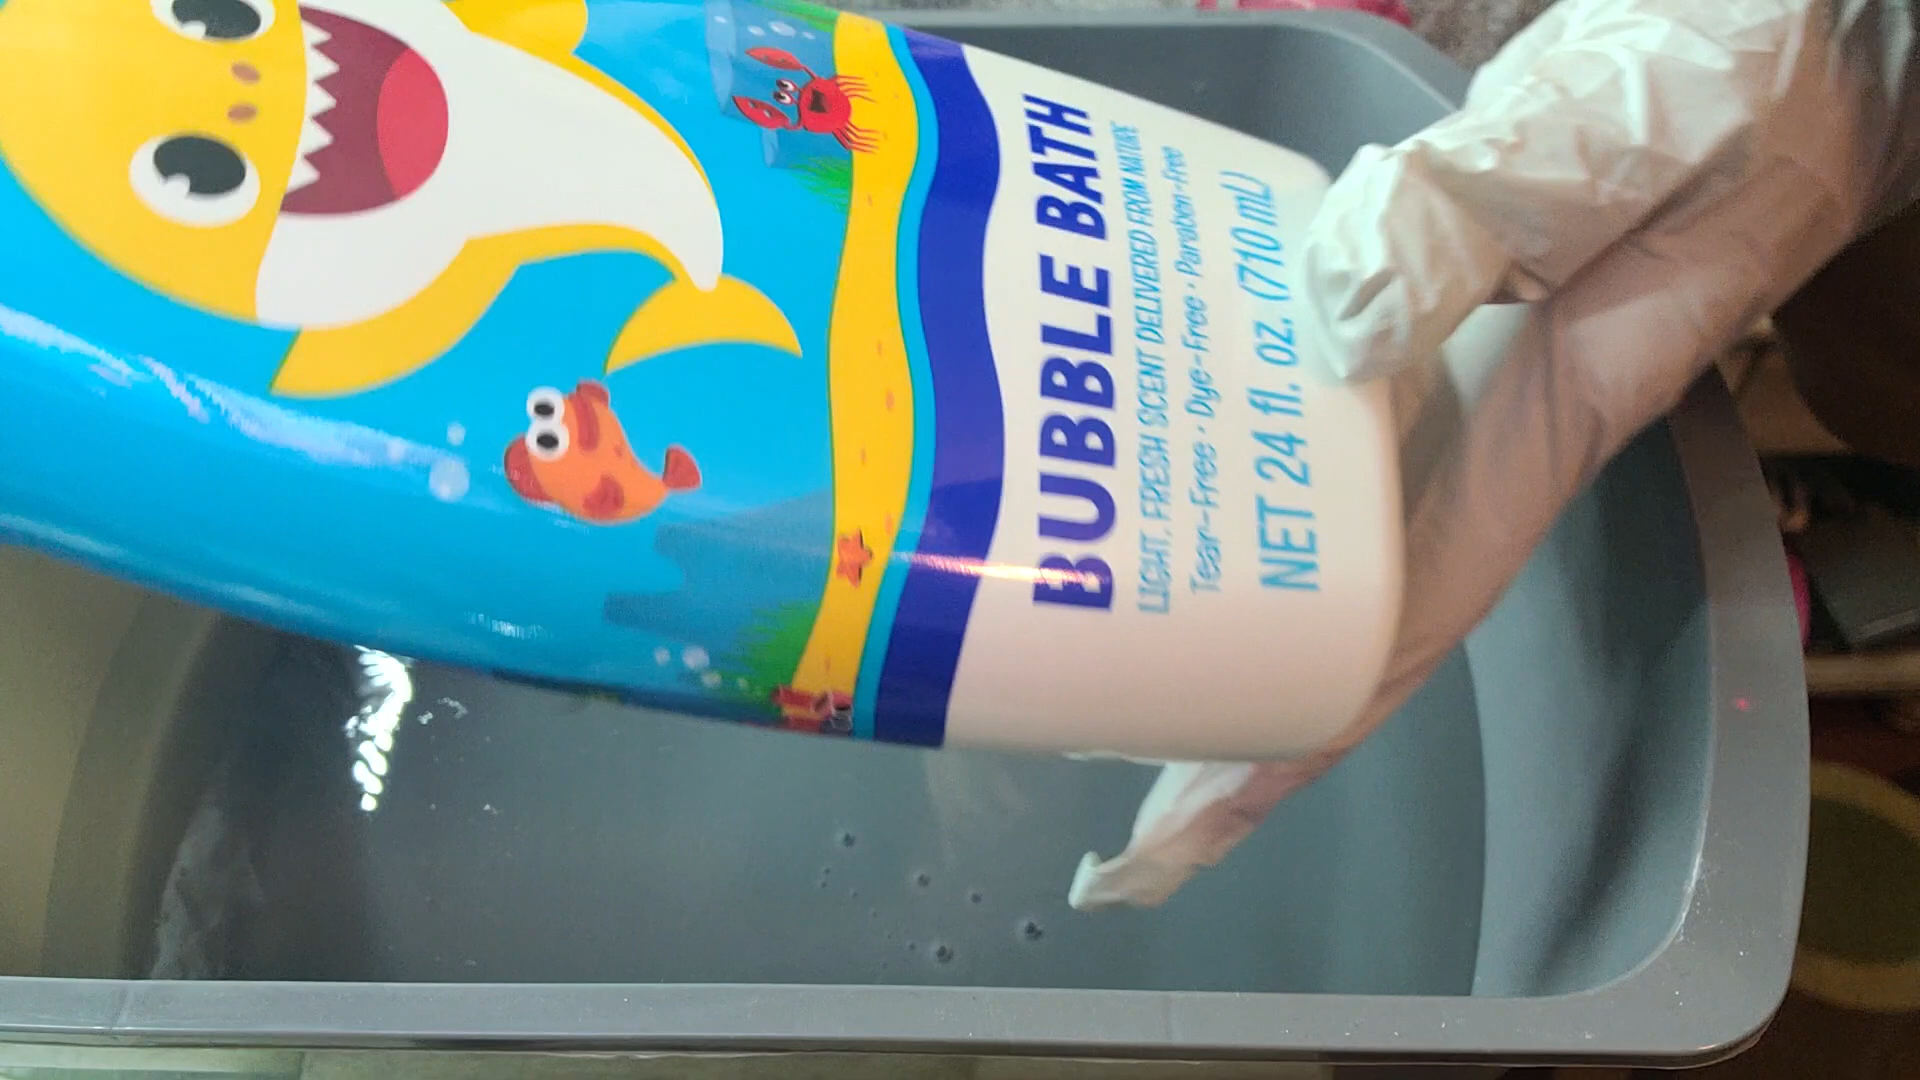 BUBBLE BATH
LIGHT, FRESH SCENT DELIVERED FROM NATURE
Tear-Free • Dye-Free • Paraben-Free
NET 24 fl. oz. (710 mL)